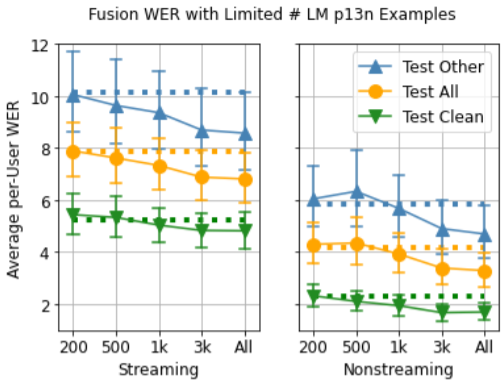 Fusion WER with Limited # LM p13n Examples
Average per-User WER
12
10
8
6
4
2
200 500 1k 3k All
Streaming
Test Other
Test All
Test Clean
200 500 1k 3k All
Nonstreaming